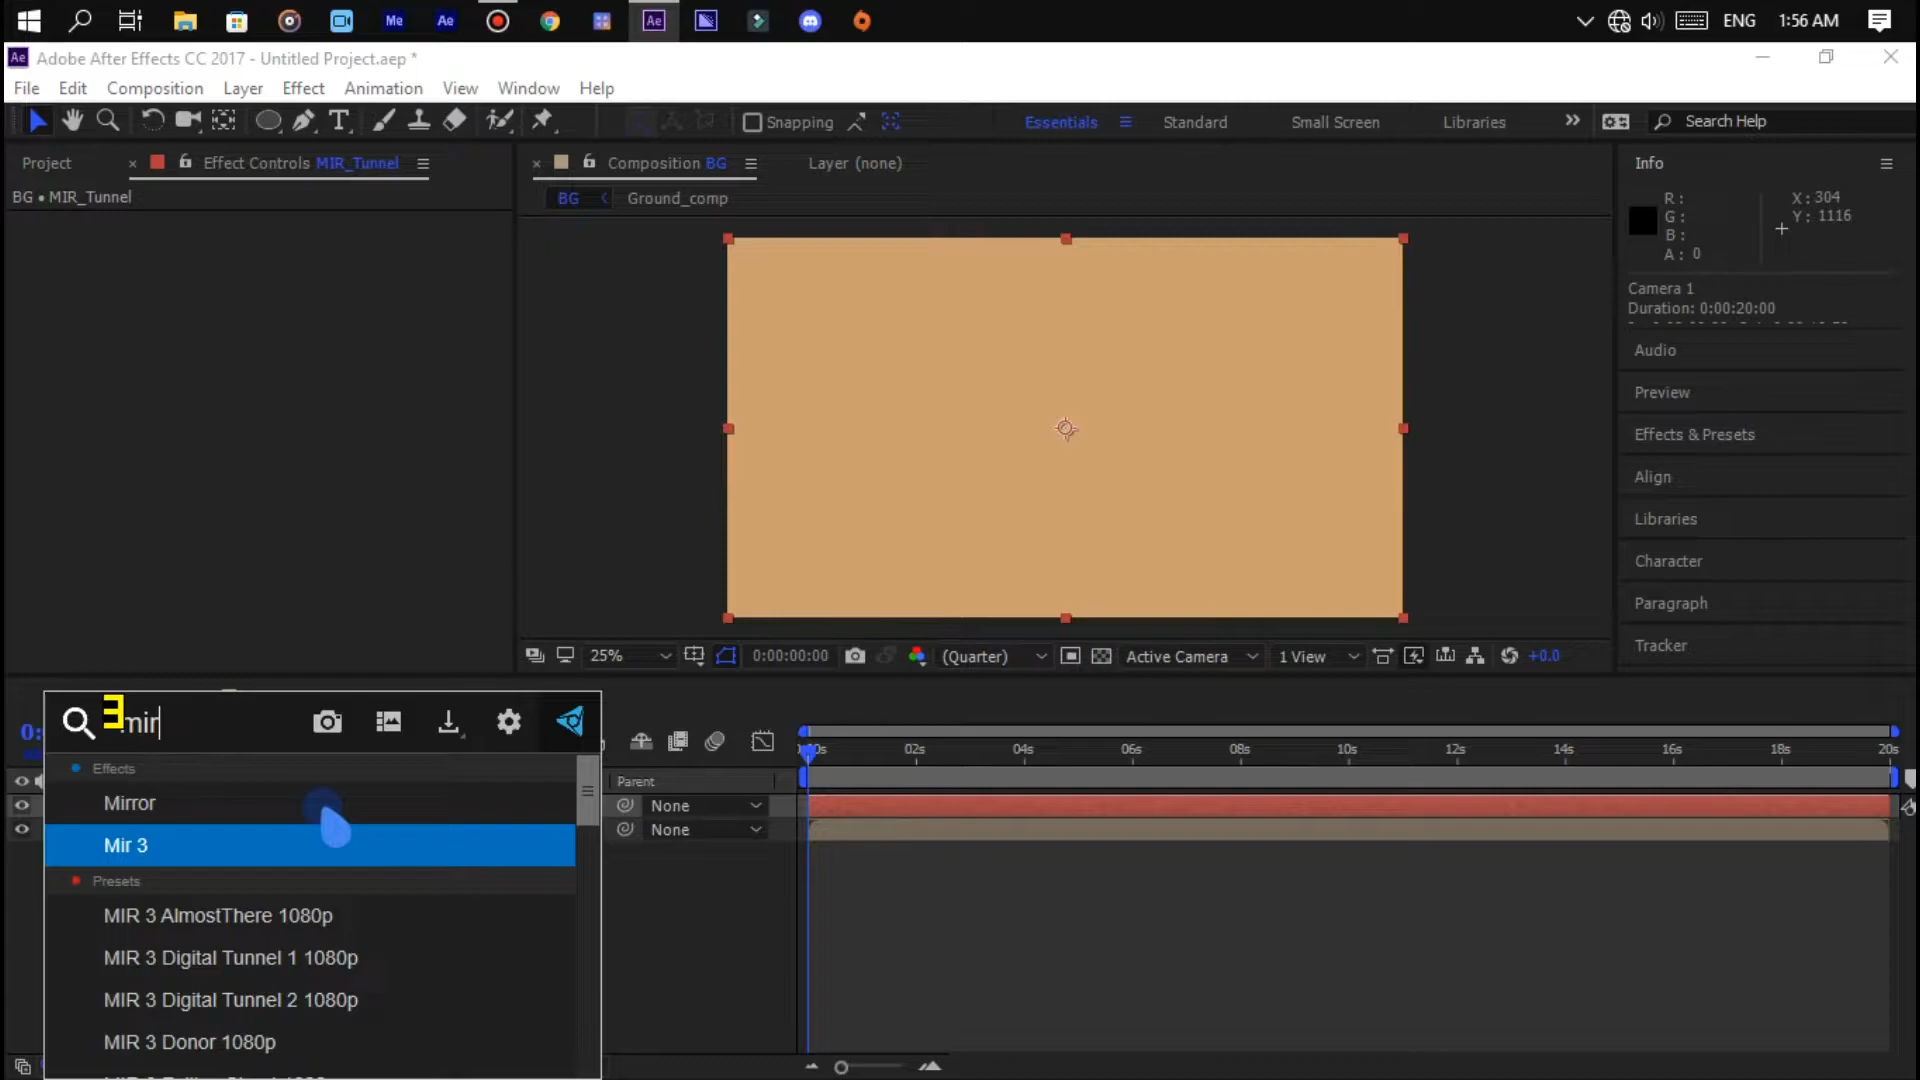 Me
Ae
Ae
ENG
1:56 AM
Ae
Adobe After Effects CC 2017 - Untitled Project.aep *
File
Edit
Composition
Layer
Effect
Animation
View
Window
Help
T
Snapping
Essentials
Standard
Small Screen
Libraries
Search Help
Project
Effect Controls MIR_Tunnel
Composition BG
Layer (none)
Info
BG • MIR_Tunnel
BG
Ground_comp
R :
G :
B :
A : 0
X : 304
Y : 1116
Camera 1
Duration: 0:00:20:00
Audio
Preview
Effects & Presets
Align
Libraries
Character
Paragraph
Tracker
25%
0:00:00:00
(Quarter)
Active Camera
1 View
+0.0
0:
mir
Effects
Mirror
Mir 3
Presets
MIR 3 AlmostThere 1080p
MIR 3 Digital Tunnel 1 1080p
MIR 3 Digital Tunnel 2 1080p
MIR 3 Donor 1080p
Parent
None
None
02s
04s
06s
08s
10s
12s
14s
16s
18s
20s